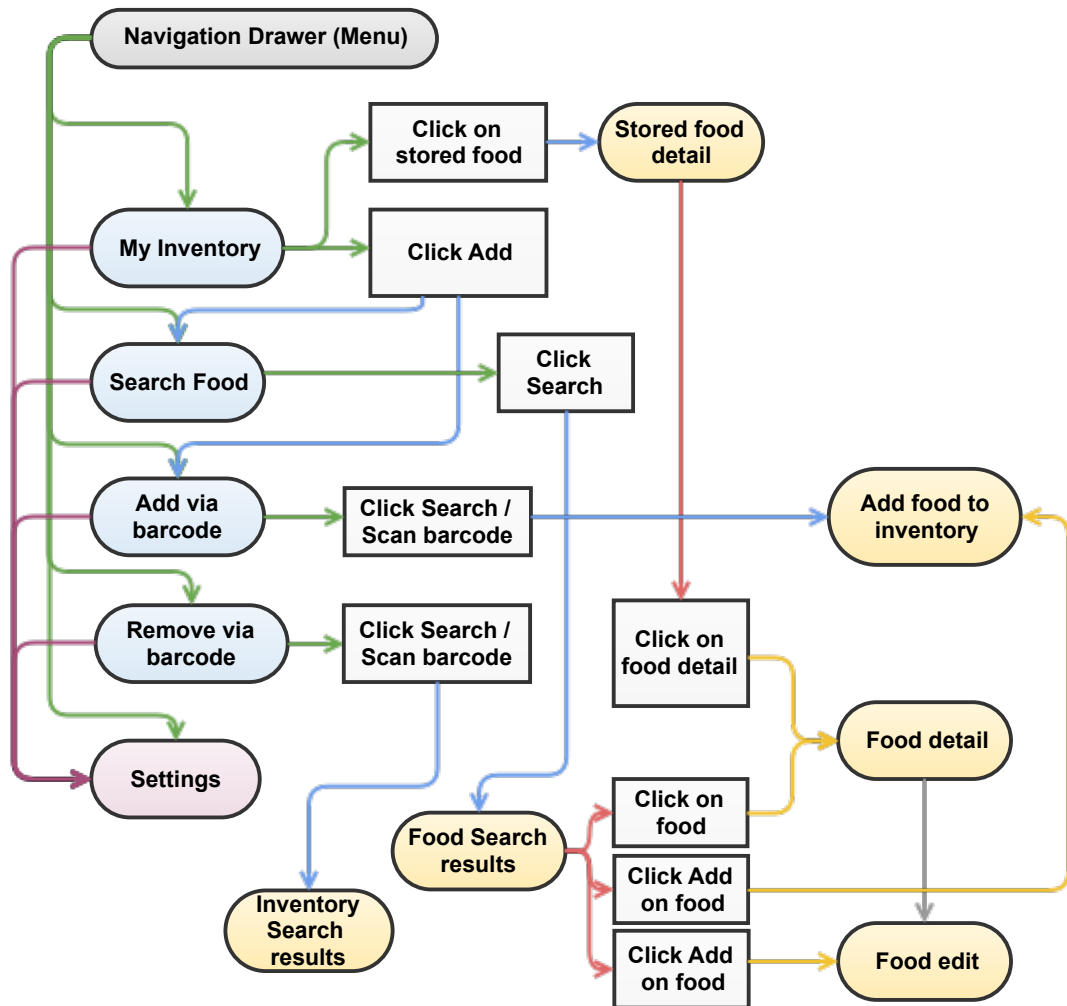 Navigation Drawer (Menu)
Click on
stored food
Stored food
detail
My Inventory
Click Add
Click
Search
Search Food
Add via
barcode
Click Search /
Scan barcode
Add food to
inventory
Remove via
barcode
Click Search /
Scan barcode
Click on
food detail
Settings
Food detail
Click on
food
Food Search
results
Click Add
on food
Inventory
Search
results
Click Add
on food
Food edit